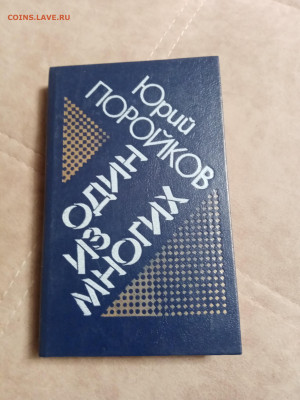 COINS.LAVE.RU
Юрий
ПОРОЙКОВ
ОДИН
ИЗ
МНОГИХ